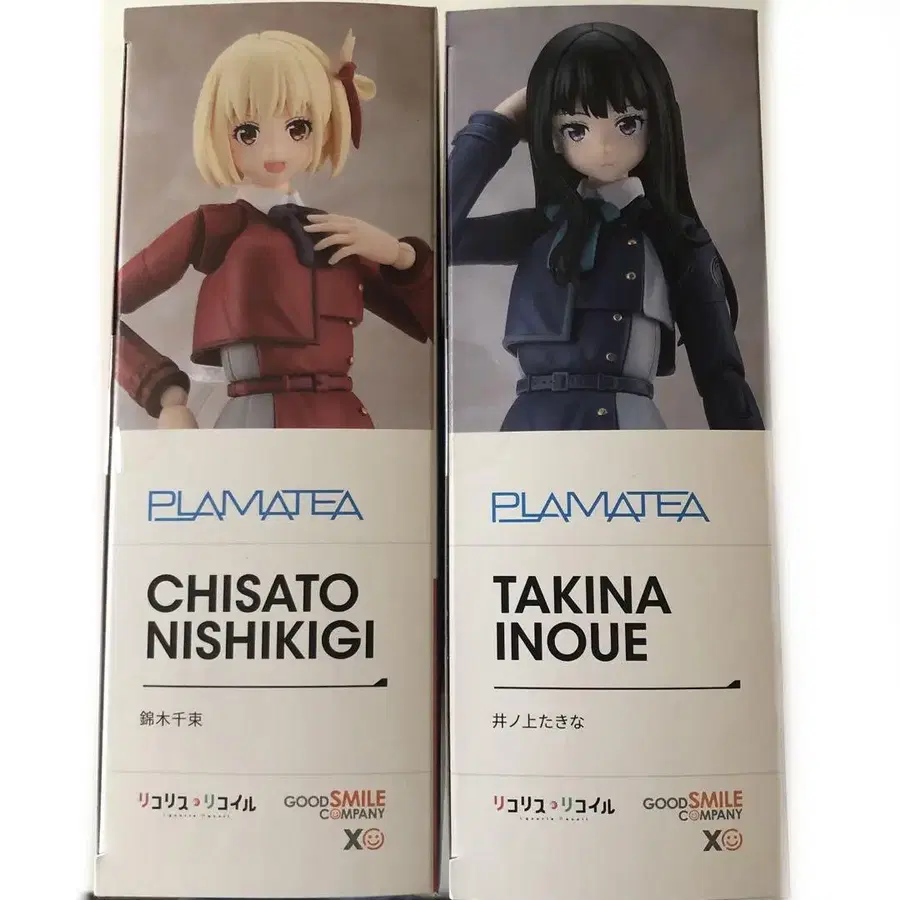 PLAMATEA
CHISATO
NISHIKIGI
錦木千束
リコリス・リコイル
GOOD SMILE
COMPANY
X
PLAMATEA
TAKINA
INOUE
井ノ上たきな
リコリス・リコイル
GOOD SMILE
COMPANY
X